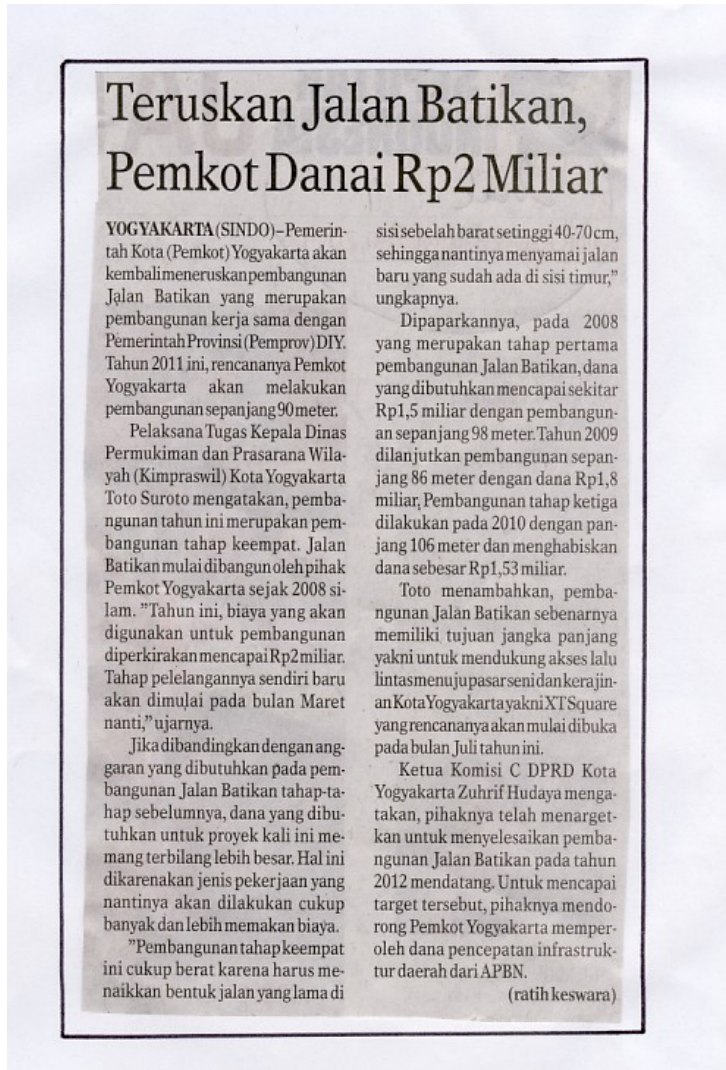 Teruskan Jalan Batikan,
Pemkot Danai Rp2 Miliar
YOGYAKARTA (SINDO) – Pemerin-
tah Kota (Pemkot) Yogyakarta akan
kembali meneruskan pembangunan
Jalan Batikan yang merupakan
pembangunan kerja sama dengan
Pemerintah Provinsi (Pemprov) DIY.
Tahun 2011 ini, rencananya Pemkot
Yogyakarta akan melakukan
pembangunan sepanjang 90 meter.
Pelaksana Tugas Kepala Dinas
Permukiman dan Prasarana Wila-
yah (Kimpraswil) Kota Yogyakarta
Toto Suroto mengatakan, pemba-
ngunan tahun ini merupakan pem-
bangunan tahap keempat. Jalan
Batikan mulai dibangun oleh pihak
Pemkot Yogyakarta sejak 2008 si-
lam. ”Tahun ini, biaya yang akan
digunakan untuk pembangunan
diperkirakan mencapai Rp2 miliar.
Tahap pelelangannya sendiri baru
akan dimulai pada bulan Maret
nanti,” ujarnya.
Jika dibandingkan dengan ang-
garan yang dibutuhkan pada pem-
bangunan Jalan Batikan tahap-ta-
hap sebelumnya, dana yang dibu-
tuhkan untuk proyek kali ini me-
mang terbilang lebih besar. Hal ini
dikarenakan jenis pekerjaan yang
nantinya akan dilakukan cukup
banyak dan lebih memakan biaya.
”Pembangunan tahap keempat
ini cukup berat karena harus me-
naikkan bentuk jalan yang lama di
sisi sebelah barat setinggi 40-70 cm,
sehingga nantinya menyamai jalan
baru yang sudah ada di sisi timur,”
ungkapnya.
Dipaparkannya, pada 2008
yang merupakan tahap pertama
pembangunan Jalan Batikan, dana
yang dibutuhkan mencapai sekitar
Rp1,5 miliar dengan pembangun-
an sepanjang 98 meter. Tahun 2009
dilanjutkan pembangunan sepan-
jang 86 meter dengan dana Rp1,8
miliar, Pembangunan tahap ketiga
dilakukan pada 2010 dengan pan-
jang 106 meter dan menghabiskan
dana sebesar Rp1,53 miliar.
Toto menambahkan, pemba-
ngunan Jalan Batikan sebenarnya
memiliki tujuan jangka panjang
yakni untuk mendukung akses lalu
lintas menuju pasar seni dan kerajin-
an Kota Yogyakarta yakni XT Square
yang rencananya akan mulai dibuka
pada bulan Juli tahun ini.
Ketua Komisi C DPRD Kota
Yogyakarta Zuhrif Hudaya menga-
takan, pihaknya telah menarget-
kan untuk menyelesaikan pemba-
ngunan Jalan Batikan pada tahun
2012 mendatang. Untuk mencapai
target tersebut, pihaknya mendo-
rong Pemkot Yogyakarta memper-
oleh dana pencepatan infrastruk-
tur daerah dari APBN.
(ratih keswara)